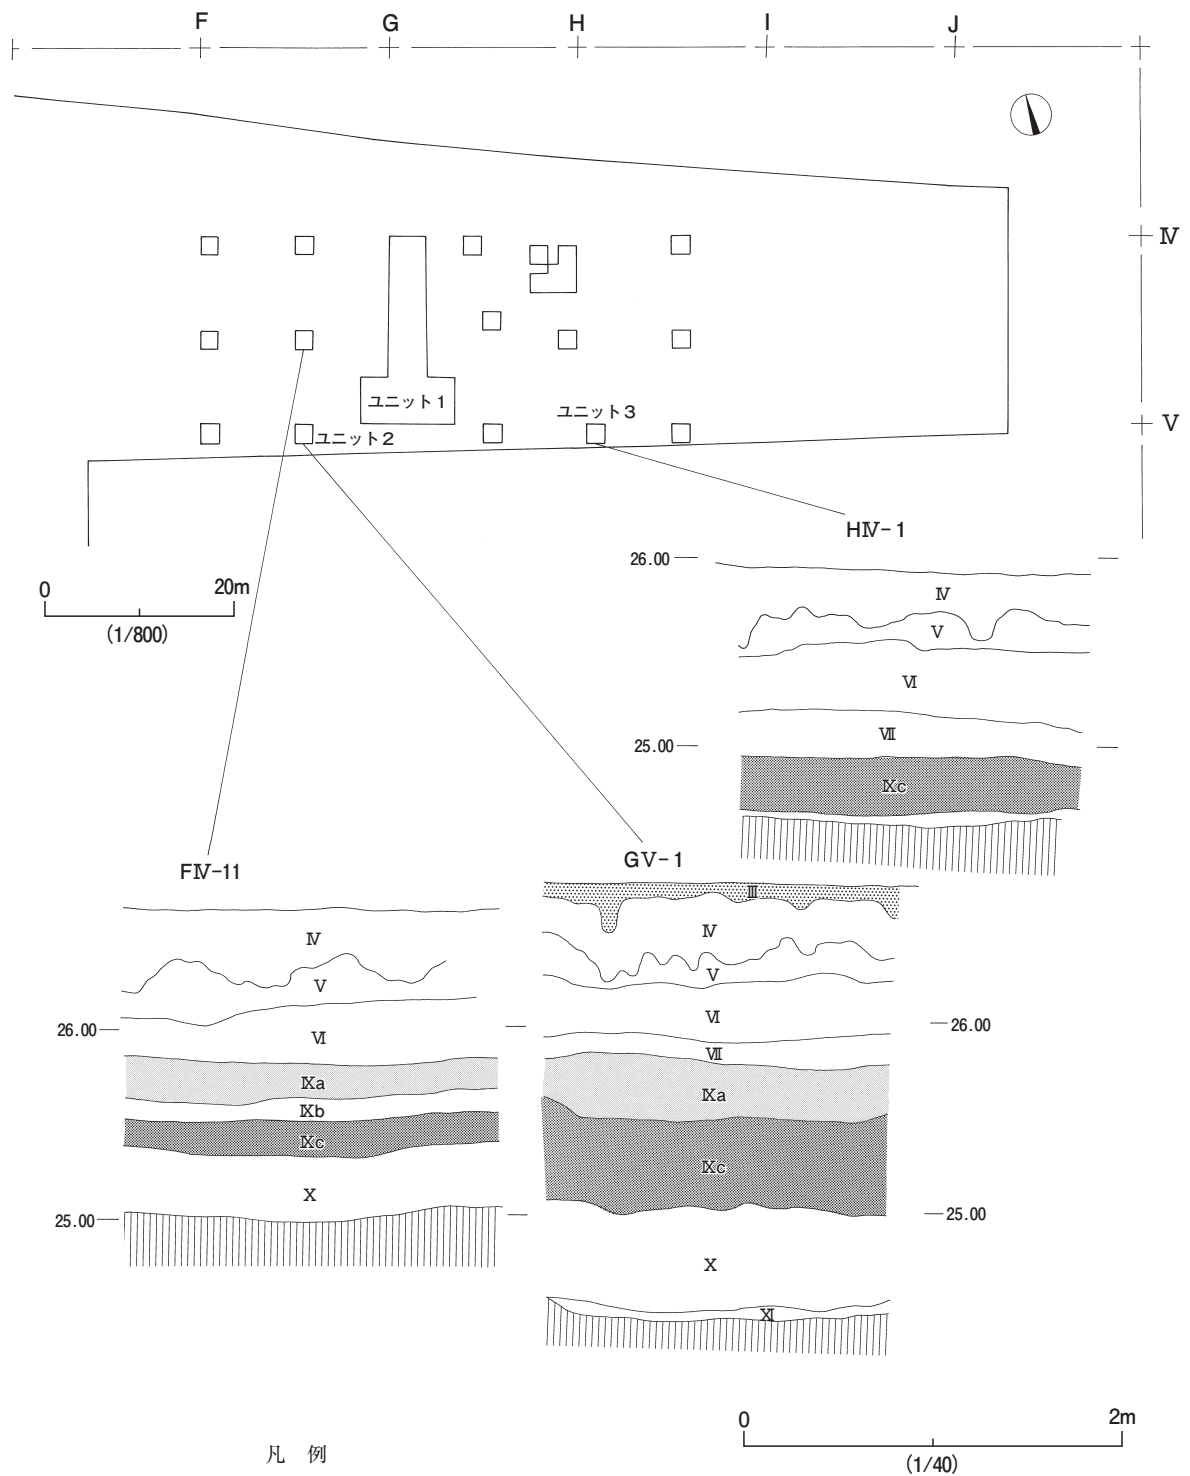 F G H I J
Ⅳ
ユニット1
ユニット3
Ⅴ
ユニット2
HⅣ-1
26.00
Ⅳ
Ⅴ
Ⅵ
Ⅶ
25.00
Ⅸc
0 20m
(1/800)
FⅣ-11
Ⅳ
Ⅴ
26.00
Ⅵ
Ⅸa
Ⅸb
Ⅸc
Ⅹ
25.00
GⅤ-1
Ⅲ
Ⅳ
Ⅴ
Ⅵ
26.00
Ⅶ
Ⅸa
Ⅸc
25.00
Ⅹ
Ⅺ
0 2m
(1/40)
凡 例